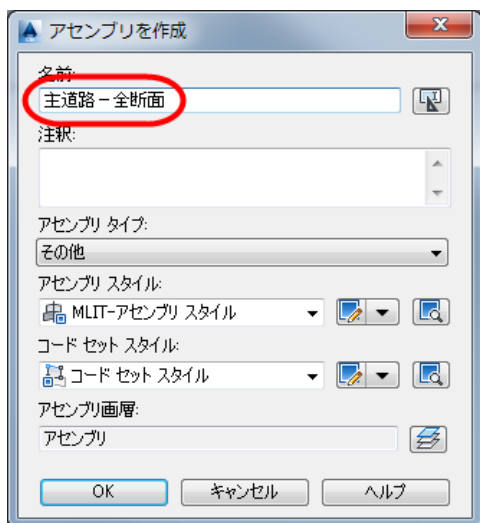 アセンブリを作成
名前:
主道路－全断面
注釈:
アセンブリ タイプ:
その他
アセンブリ スタイル:
MLIT-アセンブリ スタイル
コード セット スタイル:
コード セット スタイル
アセンブリ画層:
アセンブリ
OK キャンセル ヘルプ